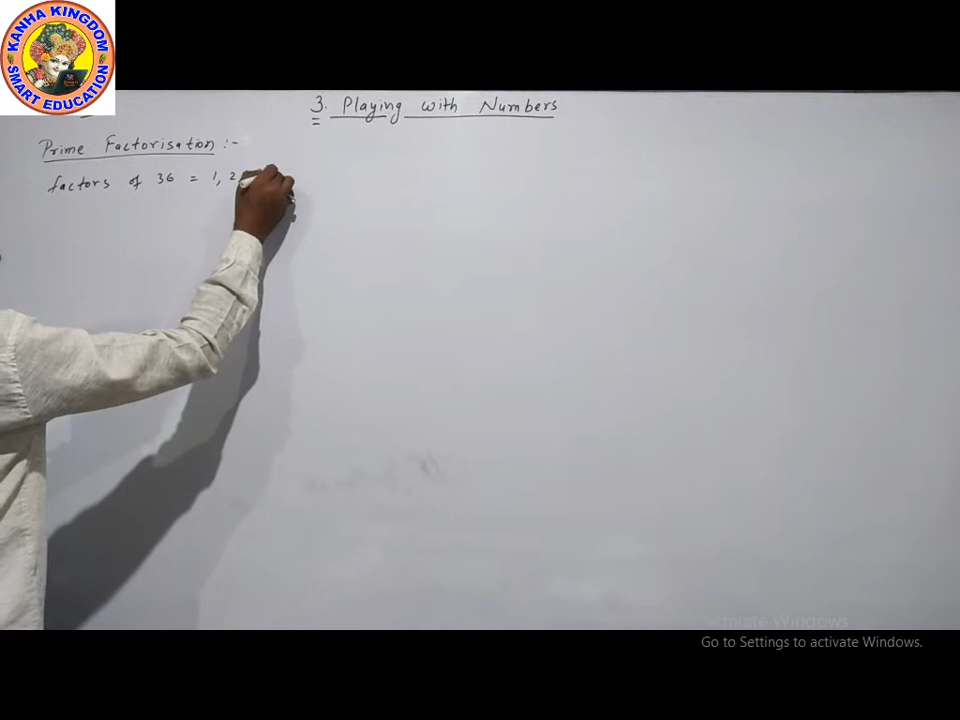 KANHA KINGDOM
SMART EDUCATION
3. Playing with Numbers
Prime Factorisation :-
factors of 36 = 1, 2
Activate Windows
Go to Settings to activate Windows.